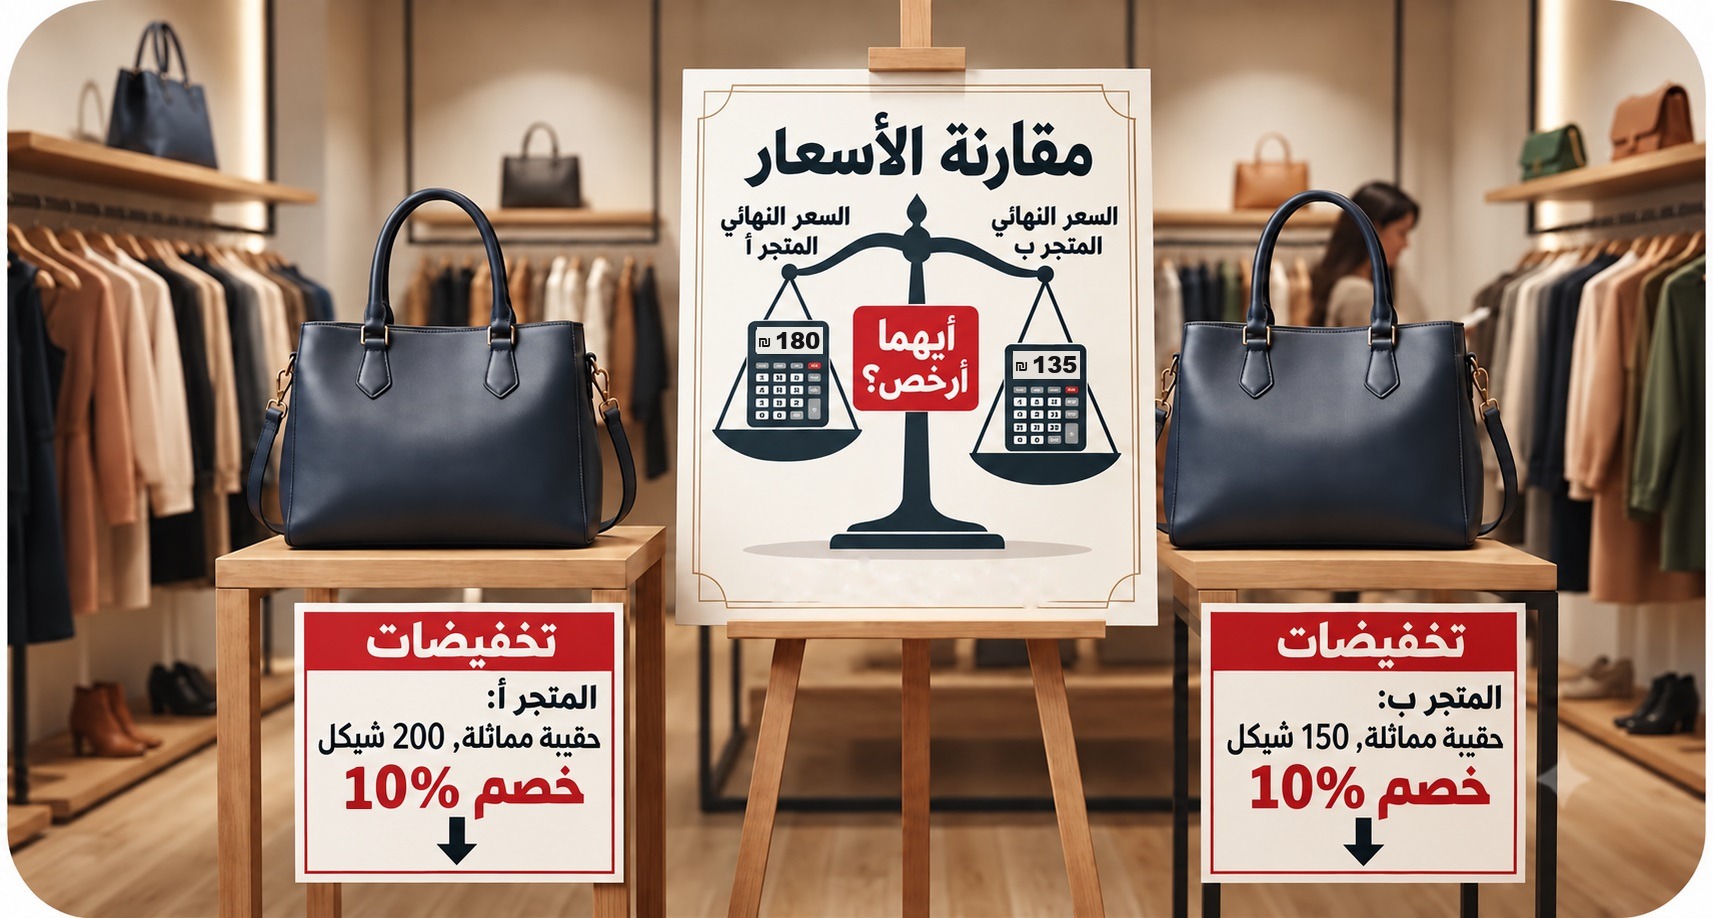 مقارنة الأسعار
السعر النهائي
المتجر ب
السعر النهائي
المتجر أ
₪ 135
أيهما
أرخص؟
₪ 180
تخفيضات
المتجر ب:
حقيبة مماثلة, 150 شيكل
خصم 10%
تخفيضات
المتجر أ:
حقيبة مماثلة, 200 شيكل
خصم 10%